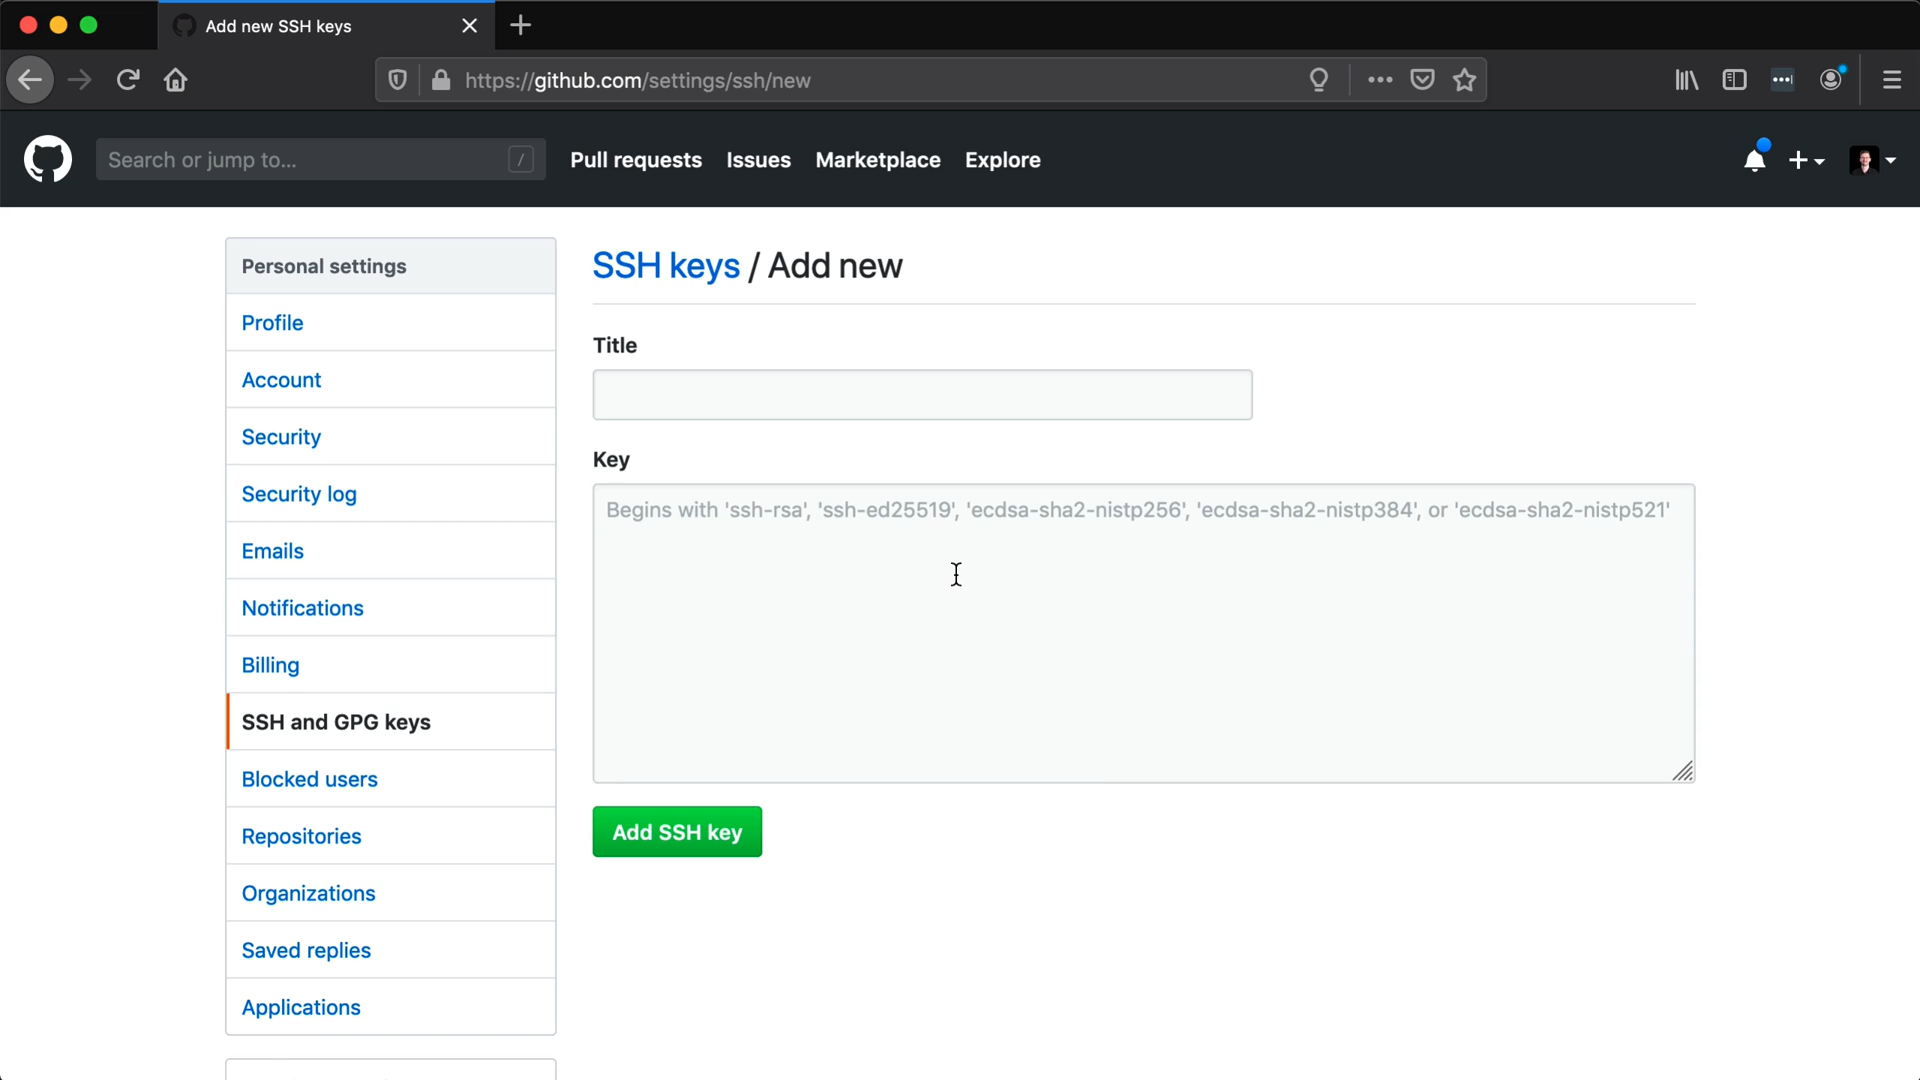 Add new SSH keys
https://github.com/settings/ssh/new
Search or jump to... /
Pull requests Issues Marketplace Explore
Personal settings
Profile
Account
Security
Security log
Emails
Notifications
Billing
SSH and GPG keys
Blocked users
Repositories
Organizations
Saved replies
Applications
SSH keys / Add new
Title
Key
Begins with 'ssh-rsa', 'ssh-ed25519', 'ecdsa-sha2-nistp256', 'ecdsa-sha2-nistp384', or 'ecdsa-sha2-nistp521'
Add SSH key